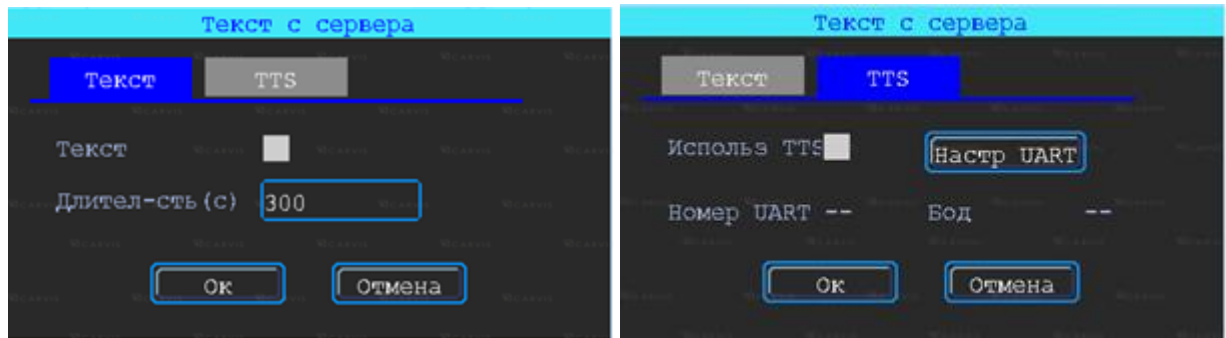 Текст с сервера
Текст TTS
Текст
Длител-сть(с) 300
Ок Отмена
Текст с сервера
Текст TTS
Использ TTS Настр UART
Номер UART -- Бод --
Ок Отмена